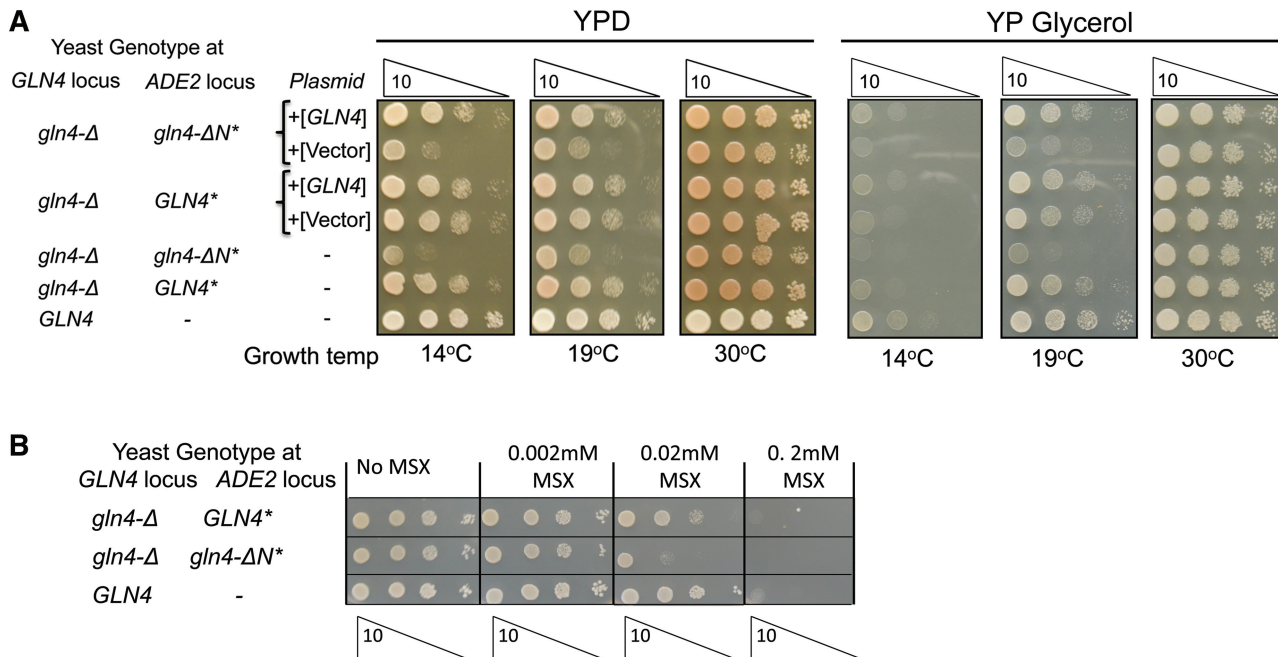 A
YPD YP Glycerol
Yeast Genotype at
GLN4 locus ADE2 locus Plasmid
10 10 10 10 10 10
gln4-Δ gln4-ΔN* +[GLN4]
+[Vector]
gln4-Δ GLN4* +[GLN4]
+[Vector]
gln4-Δ gln4-ΔN* -
gln4-Δ GLN4* -
GLN4 - -
Growth temp 14°C 19°C 30°C 14°C 19°C 30°C
B
Yeast Genotype at
GLN4 locus ADE2 locus
No MSX 0.002mM MSX 0.02mM MSX 0. 2mM MSX
gln4-Δ GLN4*
gln4-Δ gln4-ΔN*
GLN4 -
10 10 10 10